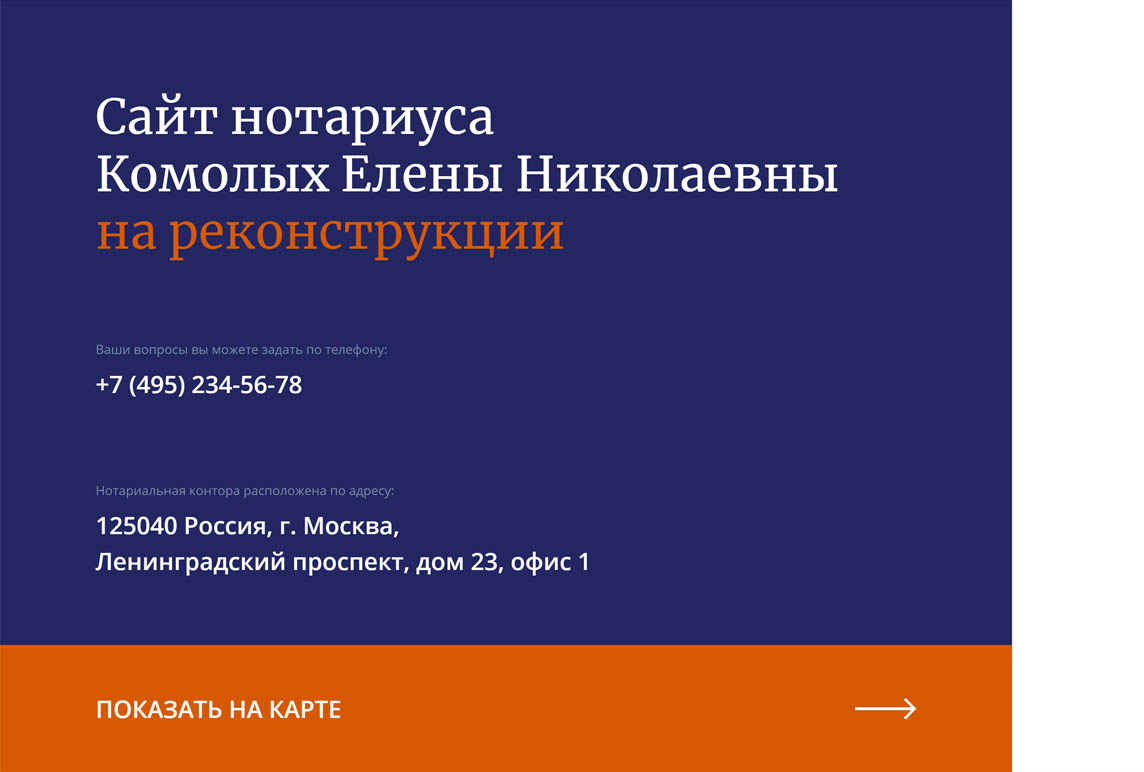 Сайт нотариуса
Комолых Елены Николаевны
на реконструкции
Ваши вопросы вы можете задать по телефону:
+7 (495) 234-56-78
Нотариальная контора расположена по адресу:
125040 Россия, г. Москва,
Ленинградский проспект, дом 23, офис 1
ПОКАЗАТЬ НА КАРТЕ